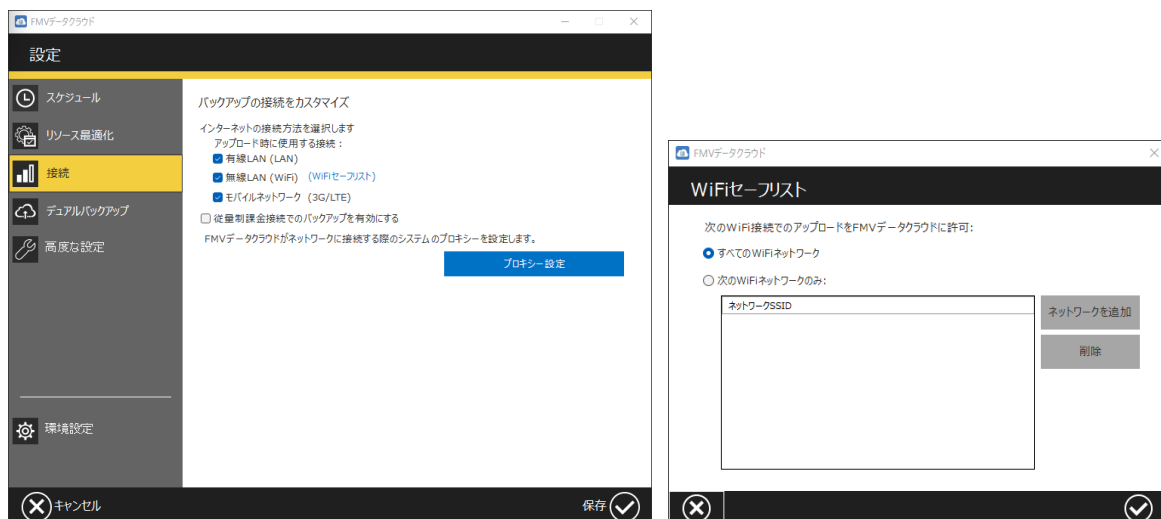 FMVデータクラウド
設定
スケジュール
リソース最適化
接続
デュアルバックアップ
高度な設定
環境設定
バックアップの接続をカスタマイズ
インターネットの接続方法を選択します
アップロード時に使用する接続：
有線LAN (LAN)
無線LAN (WiFi) (WiFiセーフリスト)
モバイルネットワーク (3G/LTE)
従量制課金接続でのバックアップを有効にする
FMVデータクラウドがネットワークに接続する際のシステムのプロキシーを設定します。
プロキシー設定
キャンセル
保存
FMVデータクラウド
WiFiセーフリスト
次のWiFi接続でのアップロードをFMVデータクラウドに許可:
すべてのWiFiネットワーク
次のWiFiネットワークのみ:
ネットワークSSID
ネットワークを追加
削除